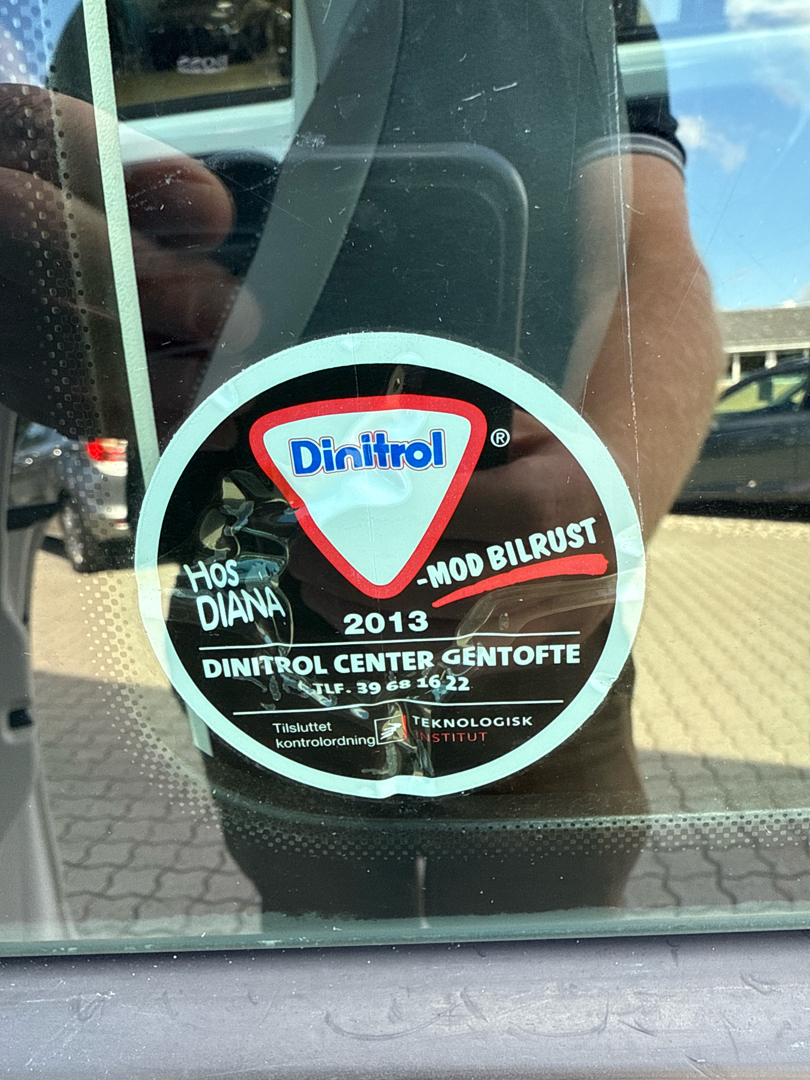 Dinitrol ®
-MOD BILRUST
HOS
DIANA
2013
DINITROL CENTER GENTOFTE
TLF. 39 68 16 22
Tilsluttet
kontrolordning
TEKNOLOGISK
INSTITUT